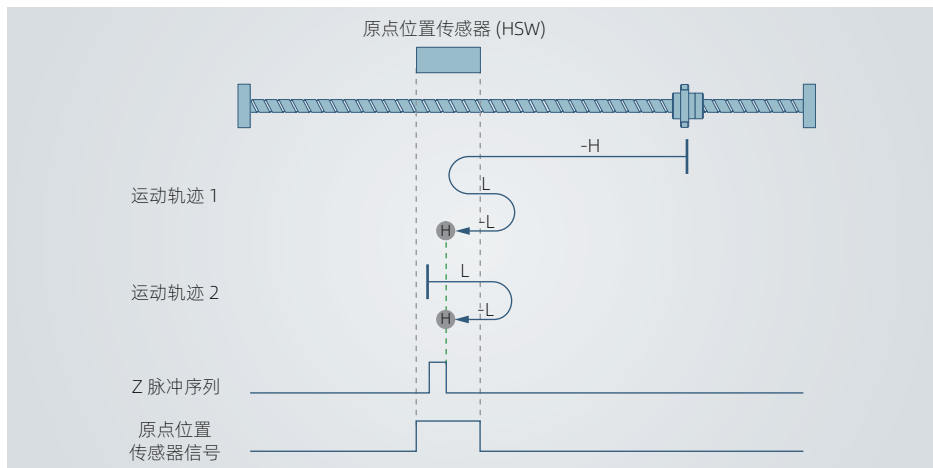 原点位置传感器 (HSW)
-H
运动轨迹 1
L
-L
H
运动轨迹 2
L
-L
H
Z 脉冲序列
原点位置
传感器信号